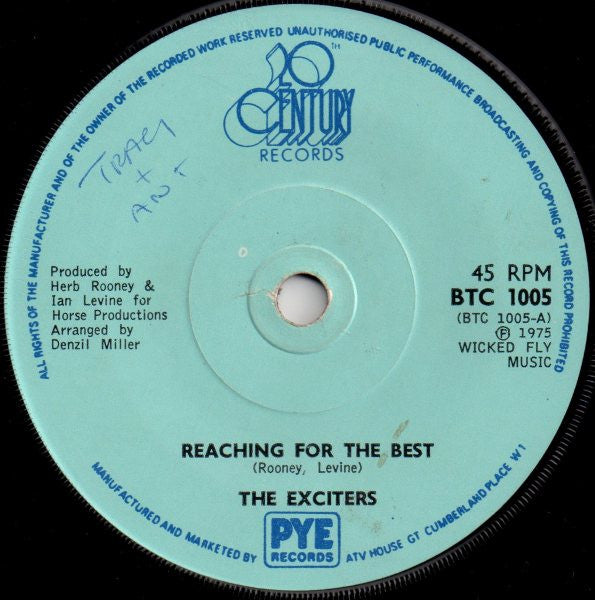 ALL RIGHTS OF THE MANUFACTURER AND OF THE OWNER OF THE RECORDED WORK RESERVED UNAUTHORISED PUBLIC PERFORMANCE BROADCASTING AND COPYING OF THIS RECORD PROHIBITED
20TH
CENTURY
RECORDS
TRACY
+
ANT
Produced by
Herb Rooney &
Ian Levine for
Horse Productions
Arranged by
Denzil Miller
45 RPM
BTC 1005
(BTC 1005-A)
Ⓟ 1975
WICKED FLY
MUSIC
REACHING FOR THE BEST
(Rooney, Levine)
THE EXCITERS
PYE
RECORDS
MANUFACTURED AND MARKETED BY ATV HOUSE GT CUMBERLAND PLACE W1